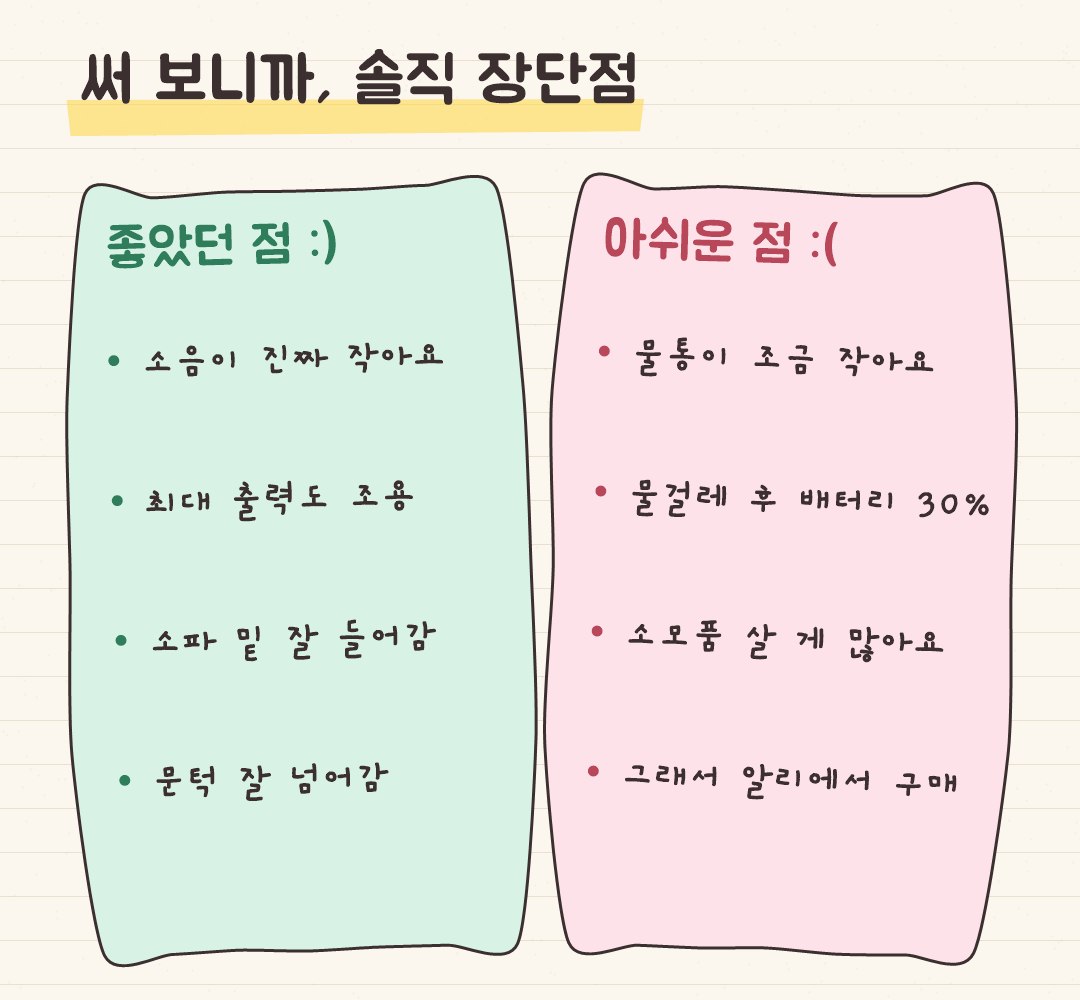 써 보니까, 솔직 장단점
좋았던 점 :)
소음이 진짜 작아요
최대 출력도 조용
소파 밑 잘 들어감
문턱 잘 넘어감
아쉬운 점 :(
물통이 조금 작아요
물걸레 후 배터리 30%
소모품 살 게 많아요
그래서 알리에서 구매